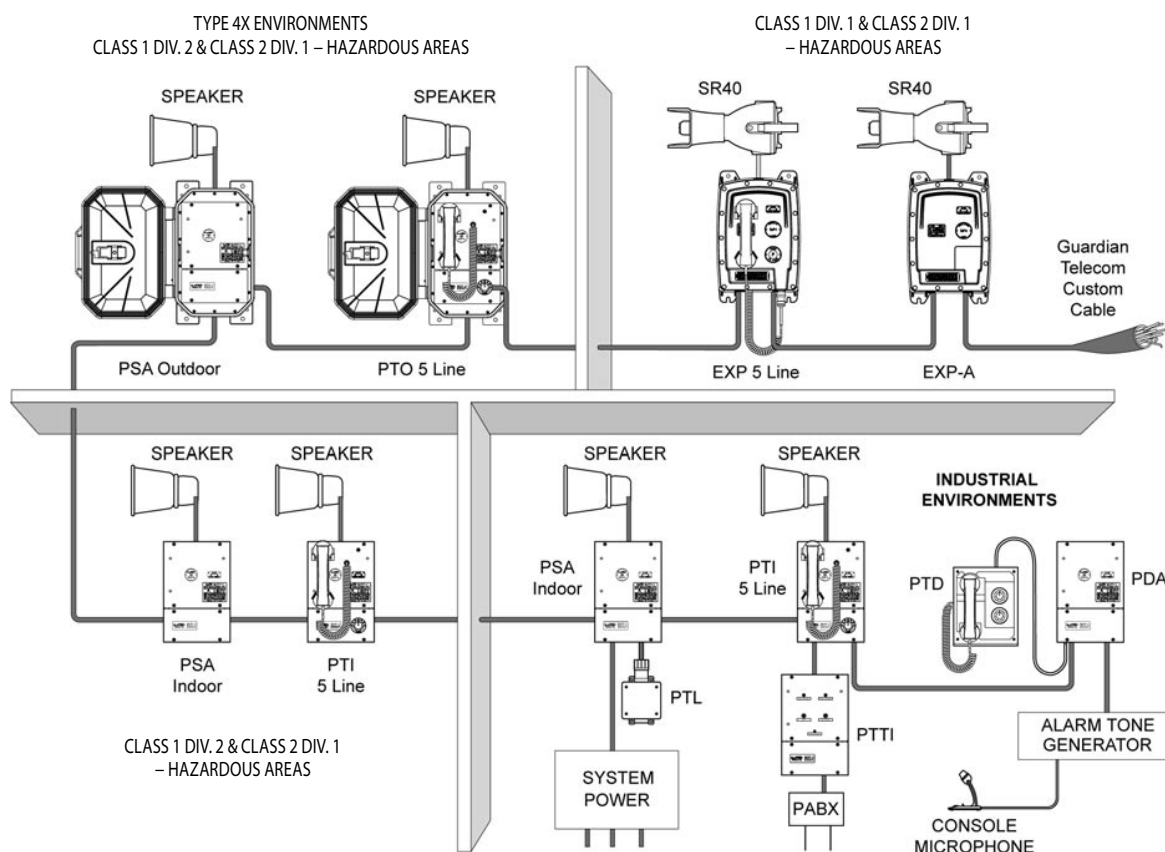 TYPE 4X ENVIRONMENTS
CLASS 1 DIV. 2 & CLASS 2 DIV. 1 – HAZARDOUS AREAS
CLASS 1 DIV. 1 & CLASS 2 DIV. 1
– HAZARDOUS AREAS
SPEAKER
SPEAKER
SR40
SR40
Guardian
Telecom
Custom
Cable
PSA Outdoor
PTO 5 Line
EXP 5 Line
EXP-A
SPEAKER
SPEAKER
SPEAKER
SPEAKER
INDUSTRIAL
ENVIRONMENTS
PSA
Indoor
PTI
5 Line
PTD
PDA
PSA
Indoor
PTI
5 Line
PTL
PTTI
ALARM TONE
GENERATOR
CLASS 1 DIV. 2 & CLASS 2 DIV. 1
– HAZARDOUS AREAS
SYSTEM
POWER
PABX
CONSOLE
MICROPHONE